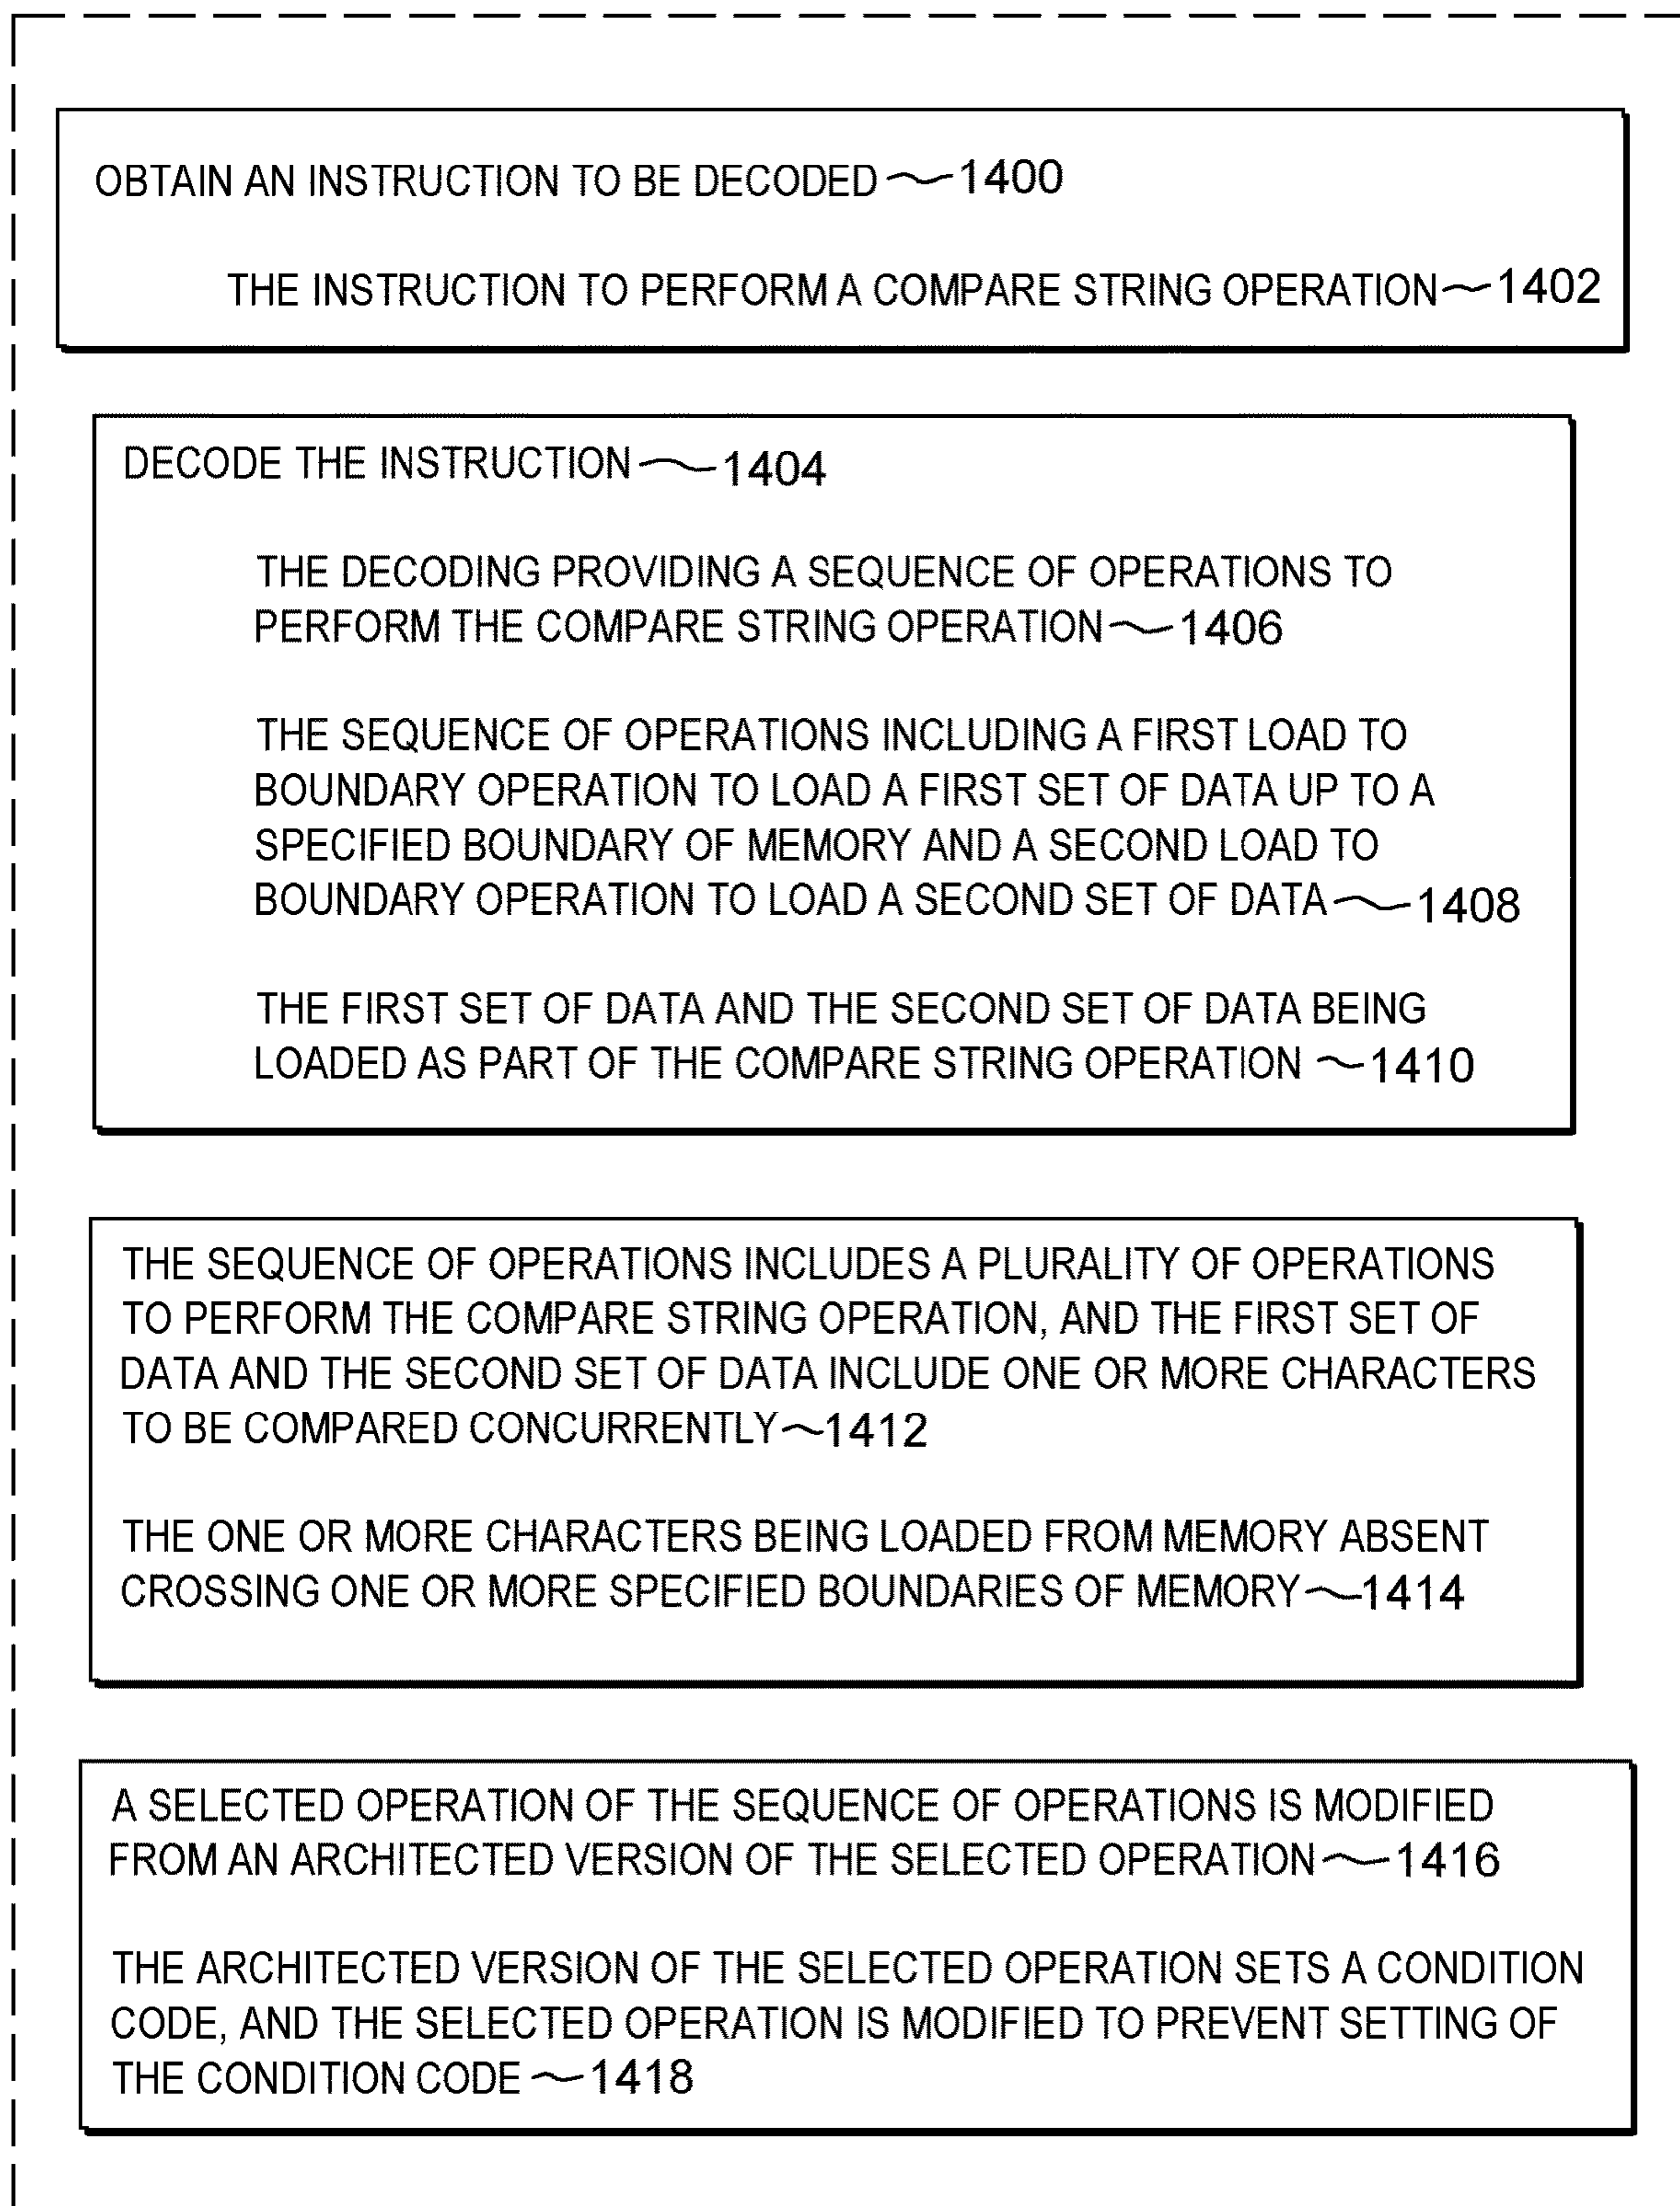 OBTAIN AN INSTRUCTION TO BE DECODED 1400
THE INSTRUCTION TO PERFORM A COMPARE STRING OPERATION 1402
DECODE THE INSTRUCTION 1404
THE DECODING PROVIDING A SEQUENCE OF OPERATIONS TO
PERFORM THE COMPARE STRING OPERATION 1406
THE SEQUENCE OF OPERATIONS INCLUDING A FIRST LOAD TO
BOUNDARY OPERATION TO LOAD A FIRST SET OF DATA UP TO A
SPECIFIED BOUNDARY OF MEMORY AND A SECOND LOAD TO
BOUNDARY OPERATION TO LOAD A SECOND SET OF DATA 1408
THE FIRST SET OF DATA AND THE SECOND SET OF DATA BEING
LOADED AS PART OF THE COMPARE STRING OPERATION 1410
THE SEQUENCE OF OPERATIONS INCLUDES A PLURALITY OF OPERATIONS
TO PERFORM THE COMPARE STRING OPERATION, AND THE FIRST SET OF
DATA AND THE SECOND SET OF DATA INCLUDE ONE OR MORE CHARACTERS
TO BE COMPARED CONCURRENTLY 1412
THE ONE OR MORE CHARACTERS BEING LOADED FROM MEMORY ABSENT
CROSSING ONE OR MORE SPECIFIED BOUNDARIES OF MEMORY 1414
A SELECTED OPERATION OF THE SEQUENCE OF OPERATIONS IS MODIFIED
FROM AN ARCHITECTED VERSION OF THE SELECTED OPERATION 1416
THE ARCHITECTED VERSION OF THE SELECTED OPERATION SETS A CONDITION
CODE, AND THE SELECTED OPERATION IS MODIFIED TO PREVENT SETTING OF
THE CONDITION CODE 1418